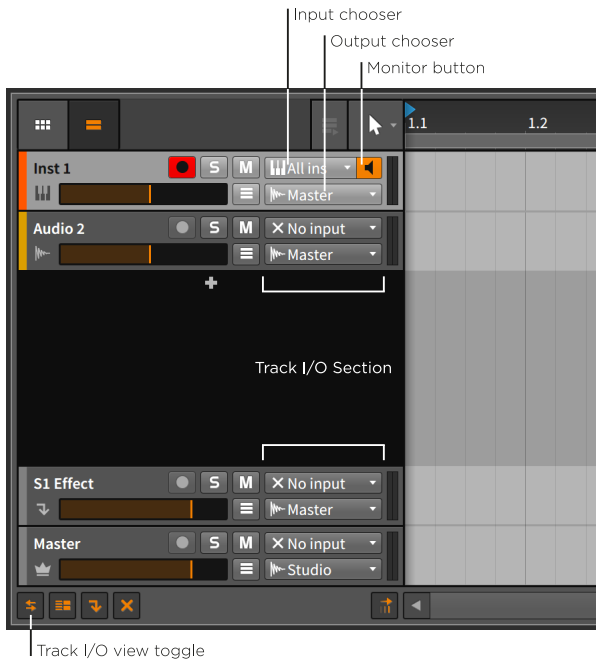 Input chooser
Output chooser
Monitor button
1.1 1.2
Inst 1 S M All ins
Master
Audio 2 S M No input
Master
Track I/O Section
S1 Effect S M No input
Master
Master S M No input
Studio
Track I/O view toggle